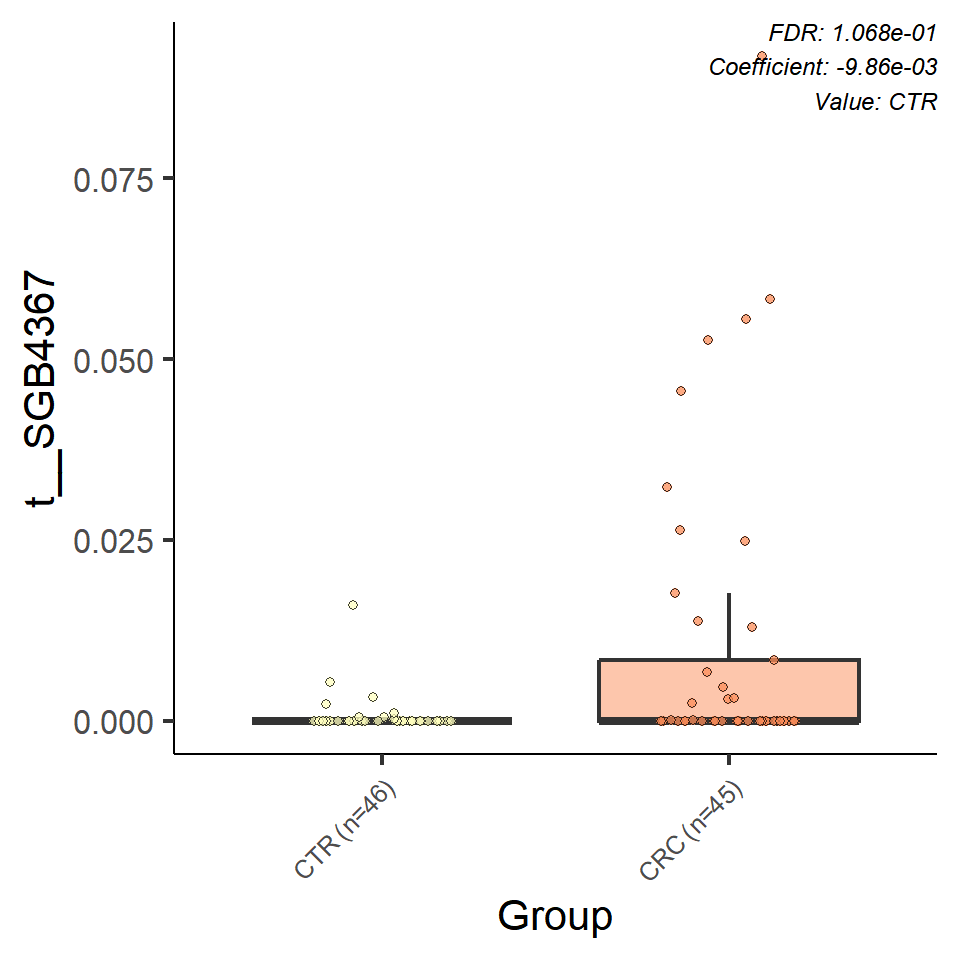 FDR: 1.068e-01
Coefficient: -9.86e-03
Value: CTR
0.075
0.050
0.025
0.000
t__SGB4367
CTR (n=46)
CRC (n=45)
Group